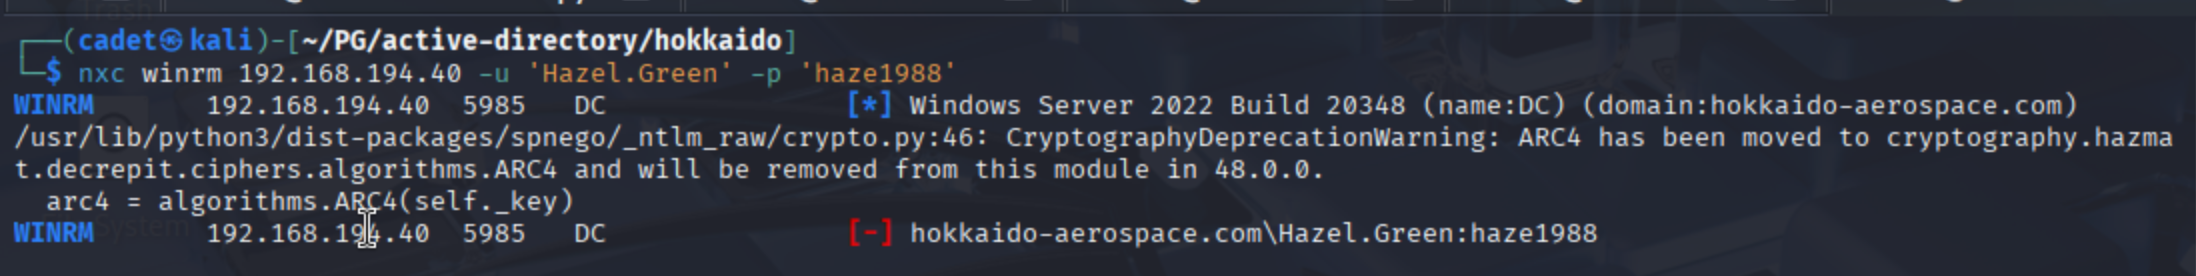 ┌──(cadet㉿kali)-[~/PG/active-directory/hokkaido]
└─$ nxc winrm 192.168.194.40 -u 'Hazel.Green' -p 'haze1988'
WINRM       192.168.194.40  5985   DC               [*] Windows Server 2022 Build 20348 (name:DC) (domain:hokkaido-aerospace.com)
/usr/lib/python3/dist-packages/spnego/_ntlm_raw/crypto.py:46: CryptographyDeprecationWarning: ARC4 has been moved to cryptography.hazma
t.decrepit.ciphers.algorithms.ARC4 and will be removed from this module in 48.0.0.
  arc4 = algorithms.ARC4(self._key)
WINRM       192.168.194.40  5985   DC               [-] hokkaido-aerospace.com\Hazel.Green:haze1988